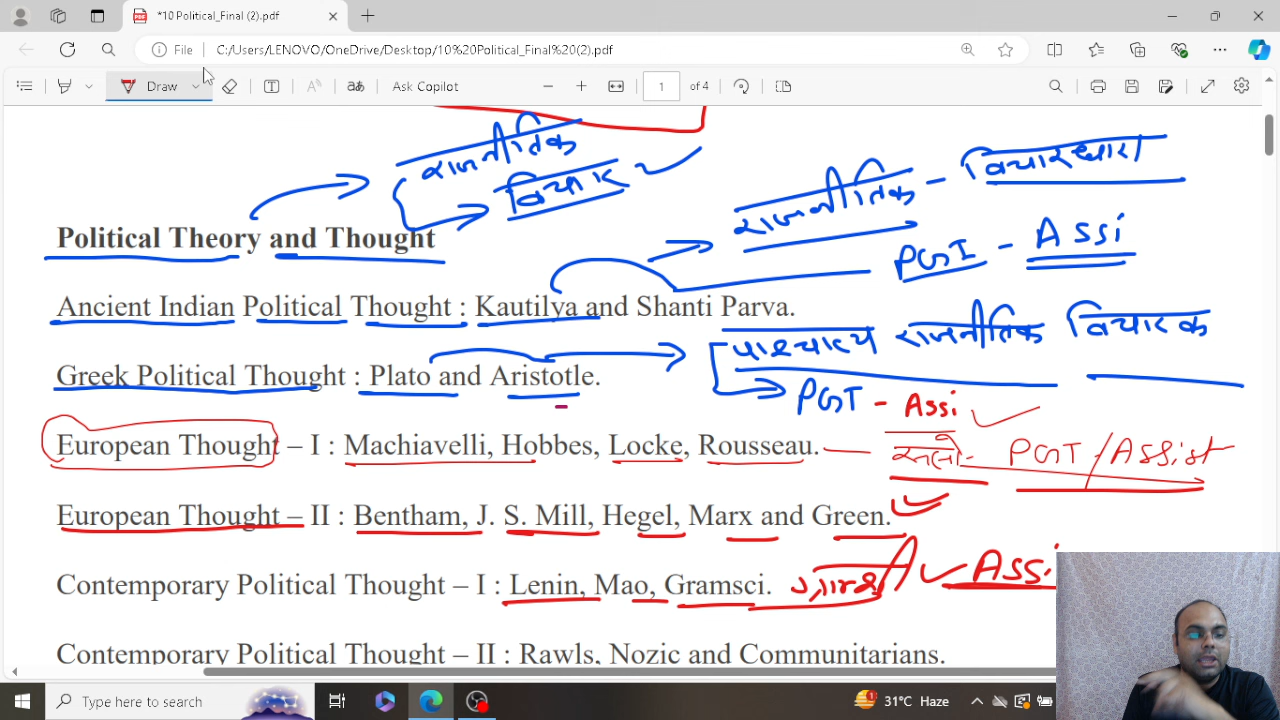 *10 Political_Final (2).pdf
File C:/Users/LENOVO/OneDrive/Desktop/10%20Political_Final%20(2).pdf
Draw Ask Copilot 1 of 4
राजनीतिक
विचार
राजनीतिक - विचारधारा
Political Theory and Thought
PGT - Assi
Ancient Indian Political Thought : Kautilya and Shanti Parva.
पाश्चात्य राजनीतिक विचारक
Greek Political Thought : Plato and Aristotle.
PGT - Assi
European Thought – I : Machiavelli, Hobbes, Locke, Rousseau.
PGT / Assist
European Thought – II : Bentham, J. S. Mill, Hegel, Marx and Green.
Contemporary Political Thought – I : Lenin, Mao, Gramsci.
Assi
Contemporary Political Thought – II : Rawls, Nozic and Communitarians.
Type here to search
31°C Haze